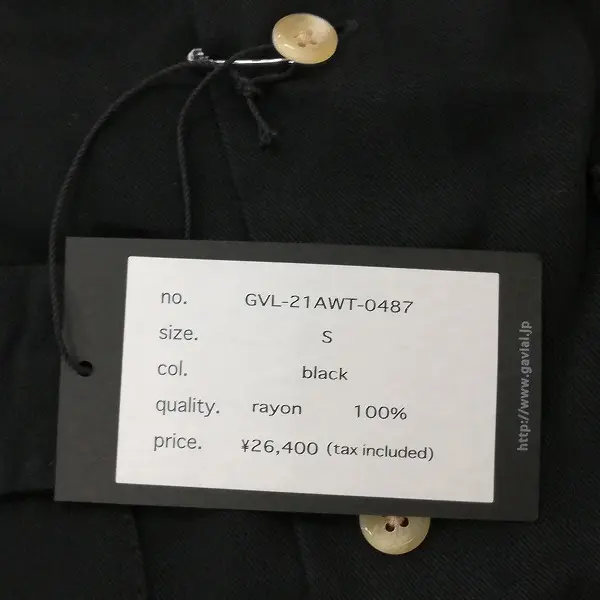 no. GVL-21AWT-0487
size. S
col. black
quality. rayon 100%
price. ¥26,400 (tax included)
http://www.gavial.jp